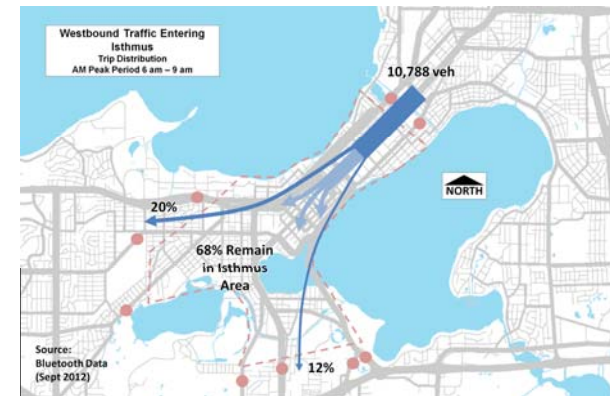 Westbound Traffic Entering
Isthmus
Trip Distribution
AM Peak Period 6 am – 9 am
10,788 veh
NORTH
20%
68% Remain
in Isthmus
Area
Source:
Bluetooth Data
(Sept 2012)
12%